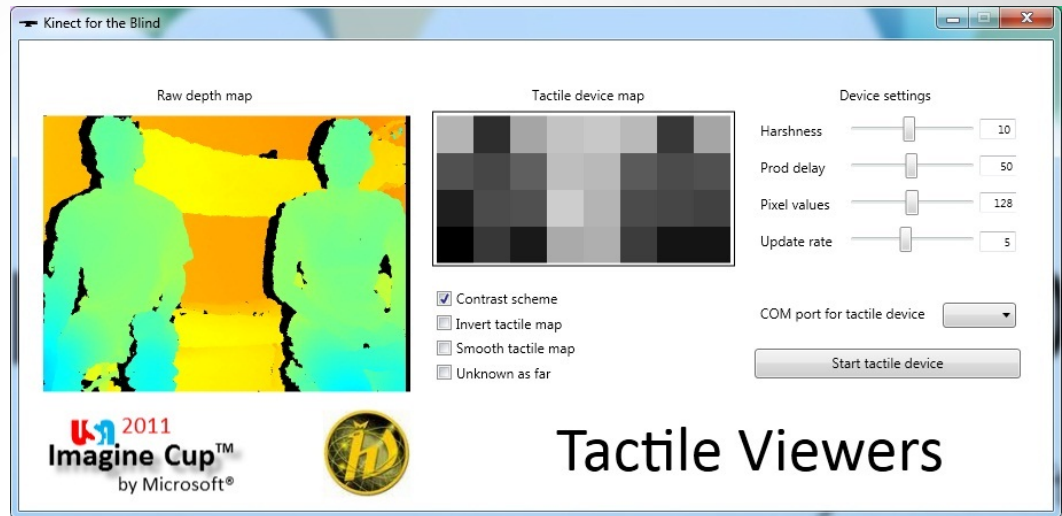 Kinect for the Blind
Raw depth map
Tactile device map
Contrast scheme
Invert tactile map
Smooth tactile map
Unknown as far
Device settings
Harshness 10
Prod delay 50
Pixel values 128
Update rate 5
COM port for tactile device
Start tactile device
USA 2011
Imagine Cup™
by Microsoft®
Tactile Viewers